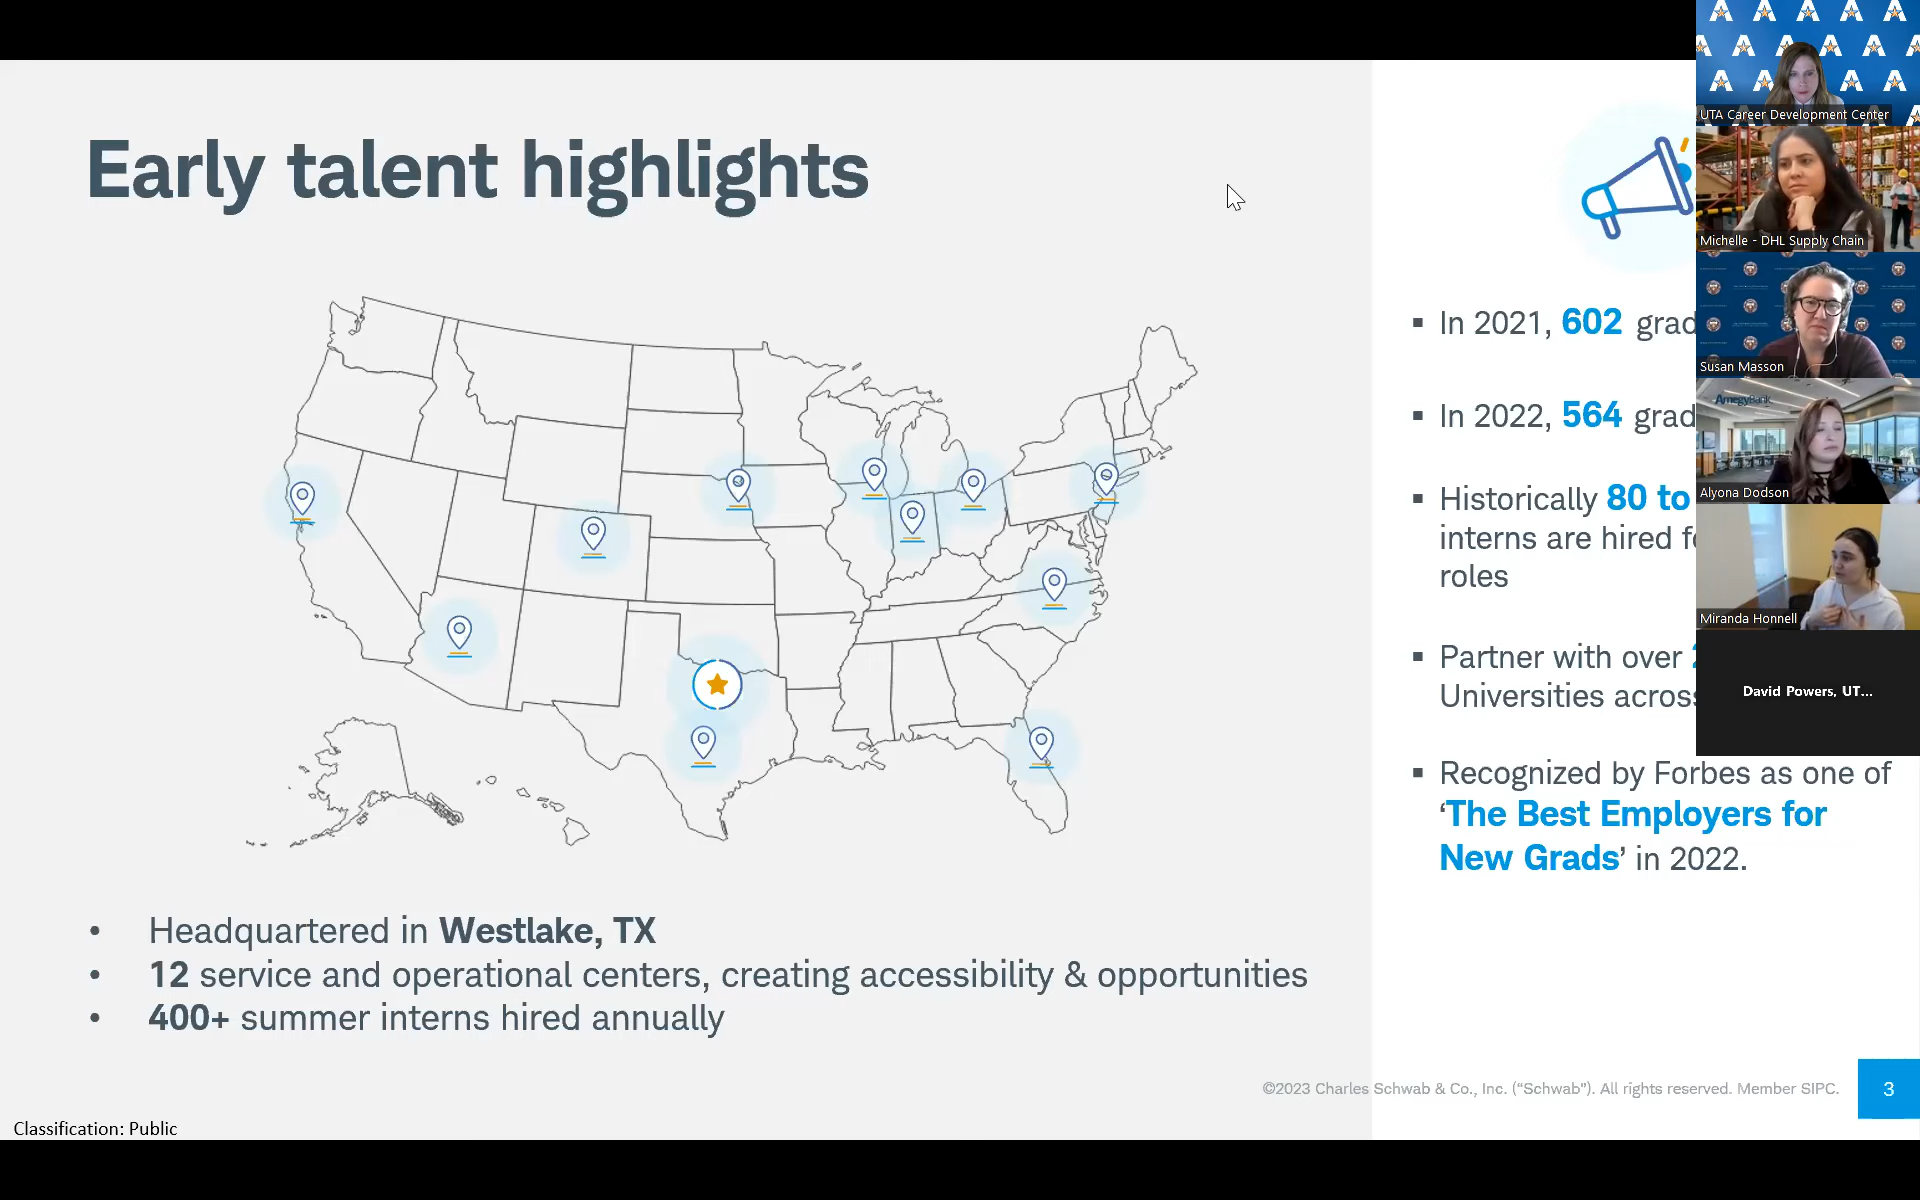 Early talent highlights
Headquartered in Westlake, TX
12 service and operational centers, creating accessibility & opportunities
400+ summer interns hired annually
In 2021, 602 grad
In 2022, 564 grad
Historically 80 to
interns are hired
roles
Partner with over
Universities across
Recognized by Forbes as one of
‘The Best Employers for
New Grads’ in 2022.
©2023 Charles Schwab & Co., Inc. (“Schwab”). All rights reserved. Member SIPC.
3
Classification: Public
UTA Career Development Center
Michelle - DHL Supply Chain
Susan Masson
AmegyBank
Alyona Dodson
Miranda Honnell
David Powers, UT...